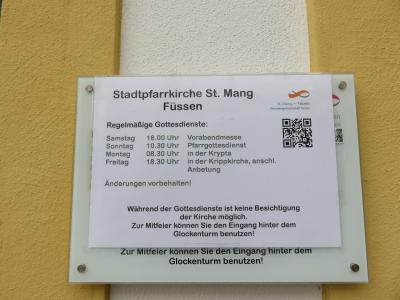 Stadtpfarrkirche St. Mang
Füssen
St. Mang – Füssen
Regelmäßige Gottesdienste:
Samstag 18.00 Uhr Vorabendmesse
Sonntag 10.30 Uhr Pfarrgottesdienst
Montag 08.30 Uhr in der Krypta
Freitag 18.30 Uhr in der Krippkirche, anschl.
Anbetung
Änderungen vorbehalten!
Während der Gottesdienste ist keine Besichtigung
der Kirche möglich.
Zur Mitfeier können Sie den Eingang hinter dem
Glockenturm benutzen!
Zur Mitfeier können Sie den Eingang hinter dem
Glockenturm benutzen!